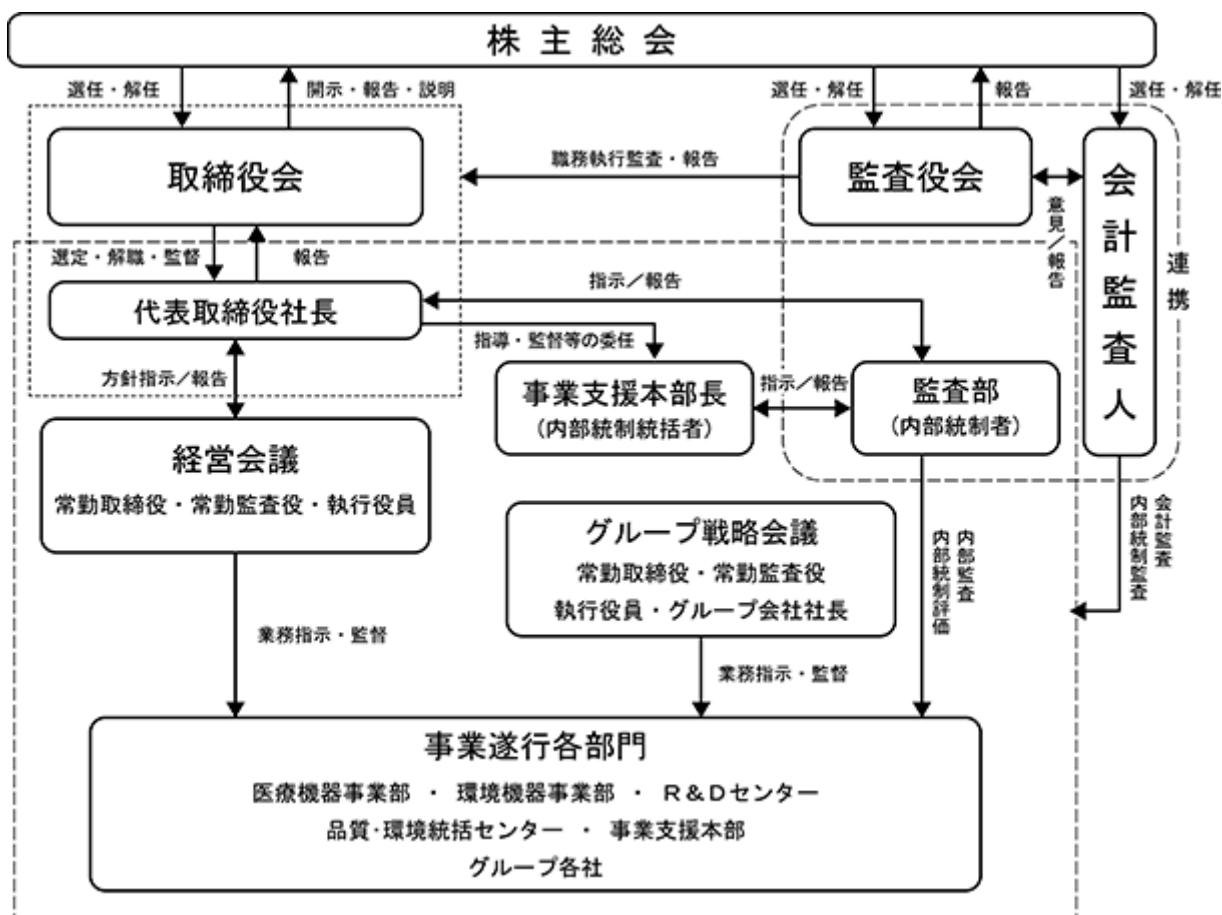 株主総会
選任・解任
開示・報告・説明
選任・解任
報告
選任・解任
取締役会
職務執行監査・報告
監査役会
意見／報告
会計監査人
連携
選定・解職・監督
報告
代表取締役社長
指示／報告
指導・監督等の委任
方針指示／報告
事業支援本部長
（内部統制統括者）
指示／報告
監査部
（内部統制者）
経営会議
常勤取締役・常勤監査役・執行役員
グループ戦略会議
常勤取締役・常勤監査役
執行役員・グループ会社社長
内部監査
内部統制評価
会計監査
内部統制監査
業務指示・監督
業務指示・監督
事業遂行各部門
医療機器事業部 ・ 環境機器事業部 ・ R＆Dセンター
品質・環境統括センター ・ 事業支援本部
グループ各社